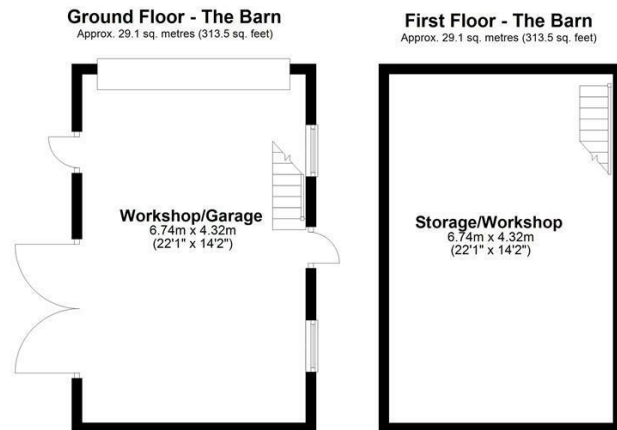 Ground Floor - The Barn
Approx. 29.1 sq. metres (313.5 sq. feet)
Workshop/Garage
6.74m x 4.32m
(22'1" x 14'2")
First Floor - The Barn
Approx. 29.1 sq. metres (313.5 sq. feet)
Storage/Workshop
6.74m x 4.32m
(22'1" x 14'2")